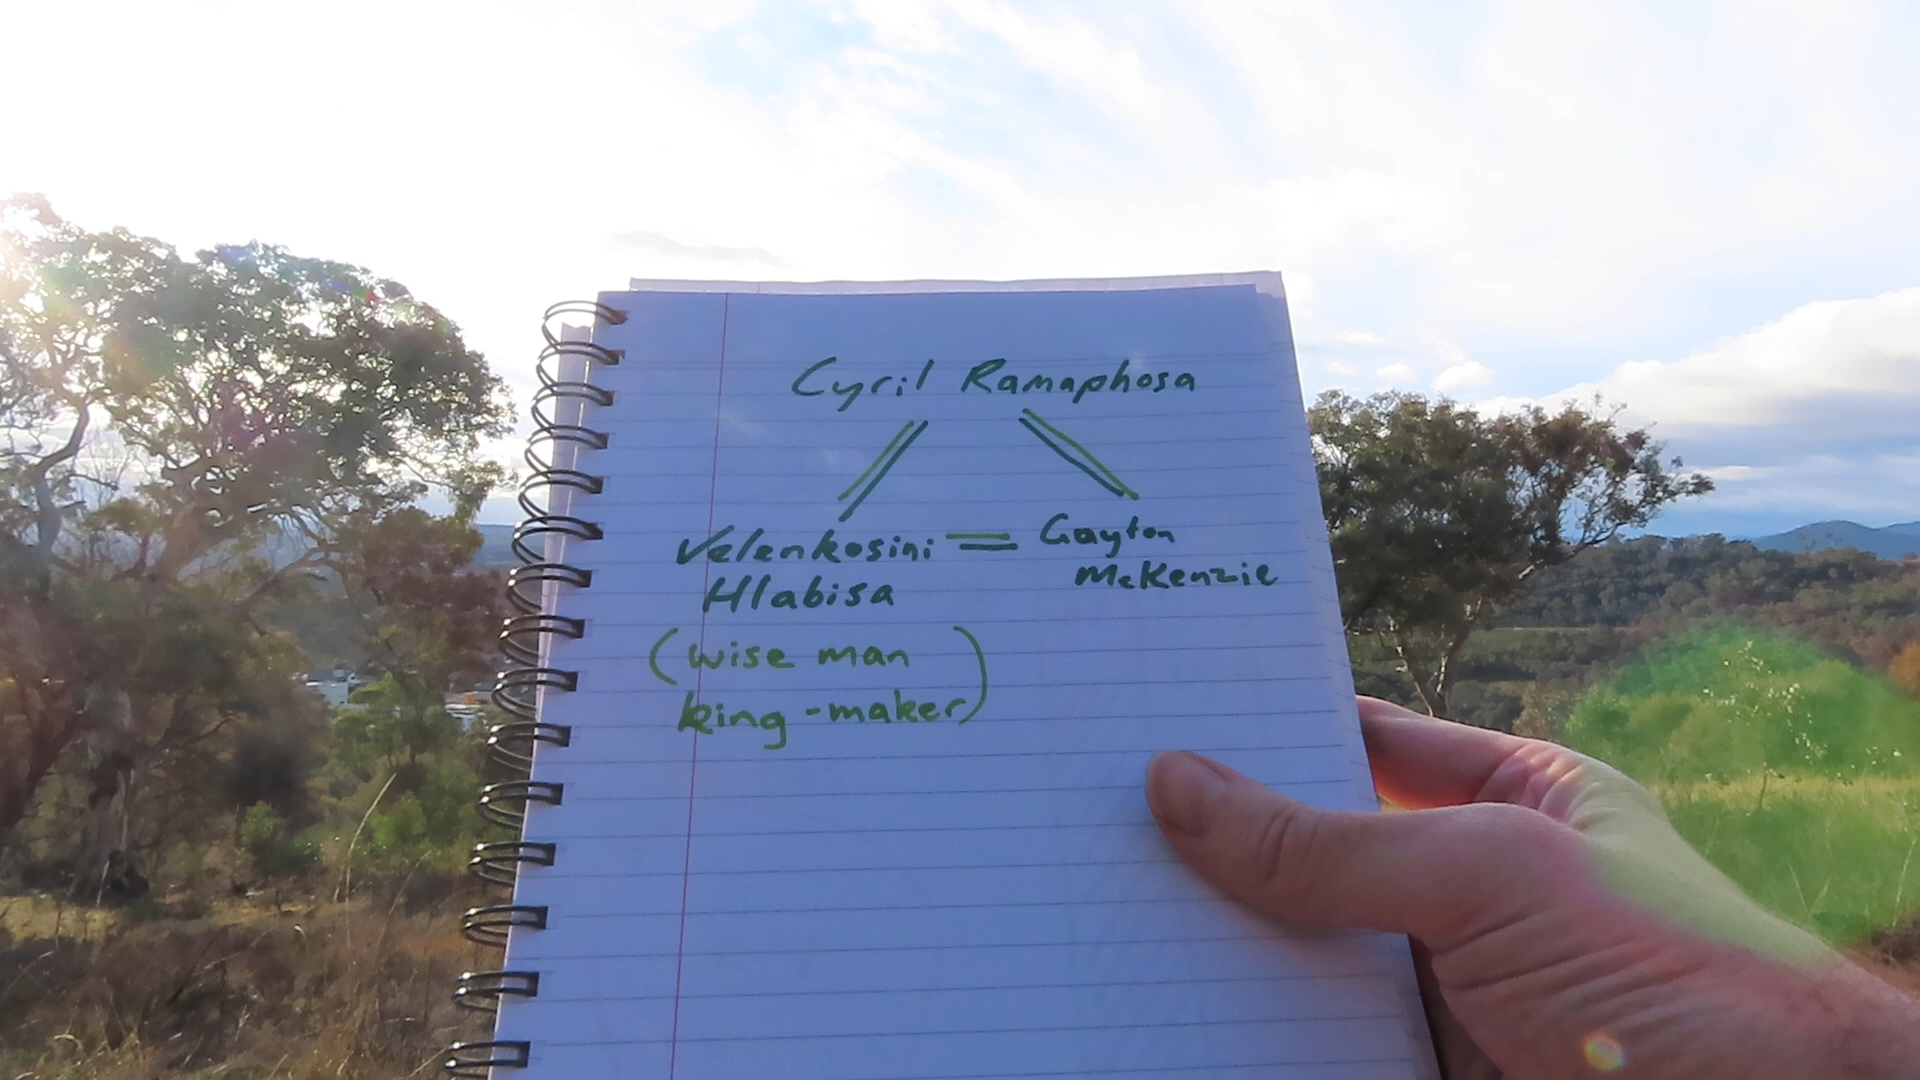 Cyril Ramaphosa
Velenkosini = Gayton
Hlabisa McKenzie
(wise man
king-maker)